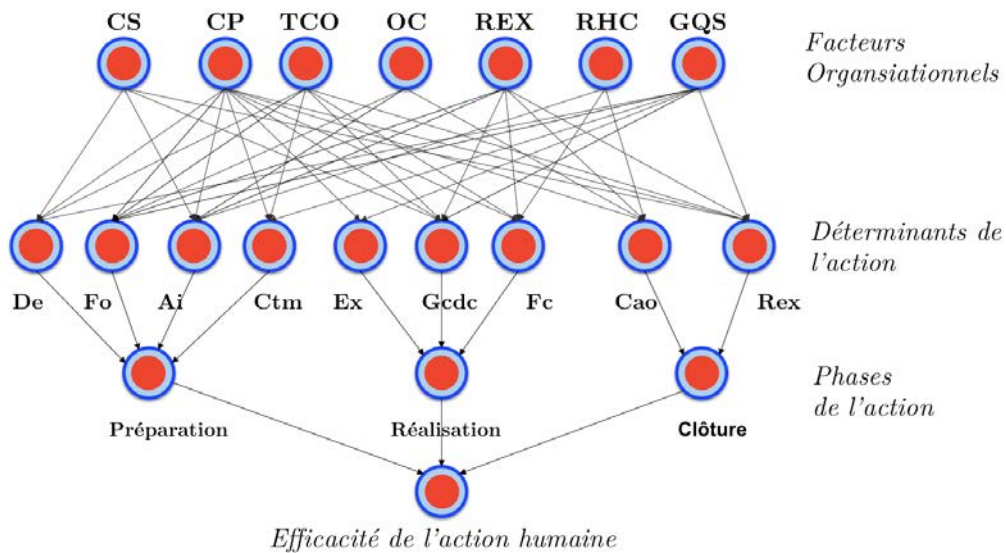 CS CP TCO OC REX RHC GQS
Facteurs
Organsiationnels
Déterminants de
l'action
De Fo Ai Ctm Ex Gcdc Fc Cao Rex
Phases
de l'action
Préparation Réalisation Clôture
Efficacité de l'action humaine